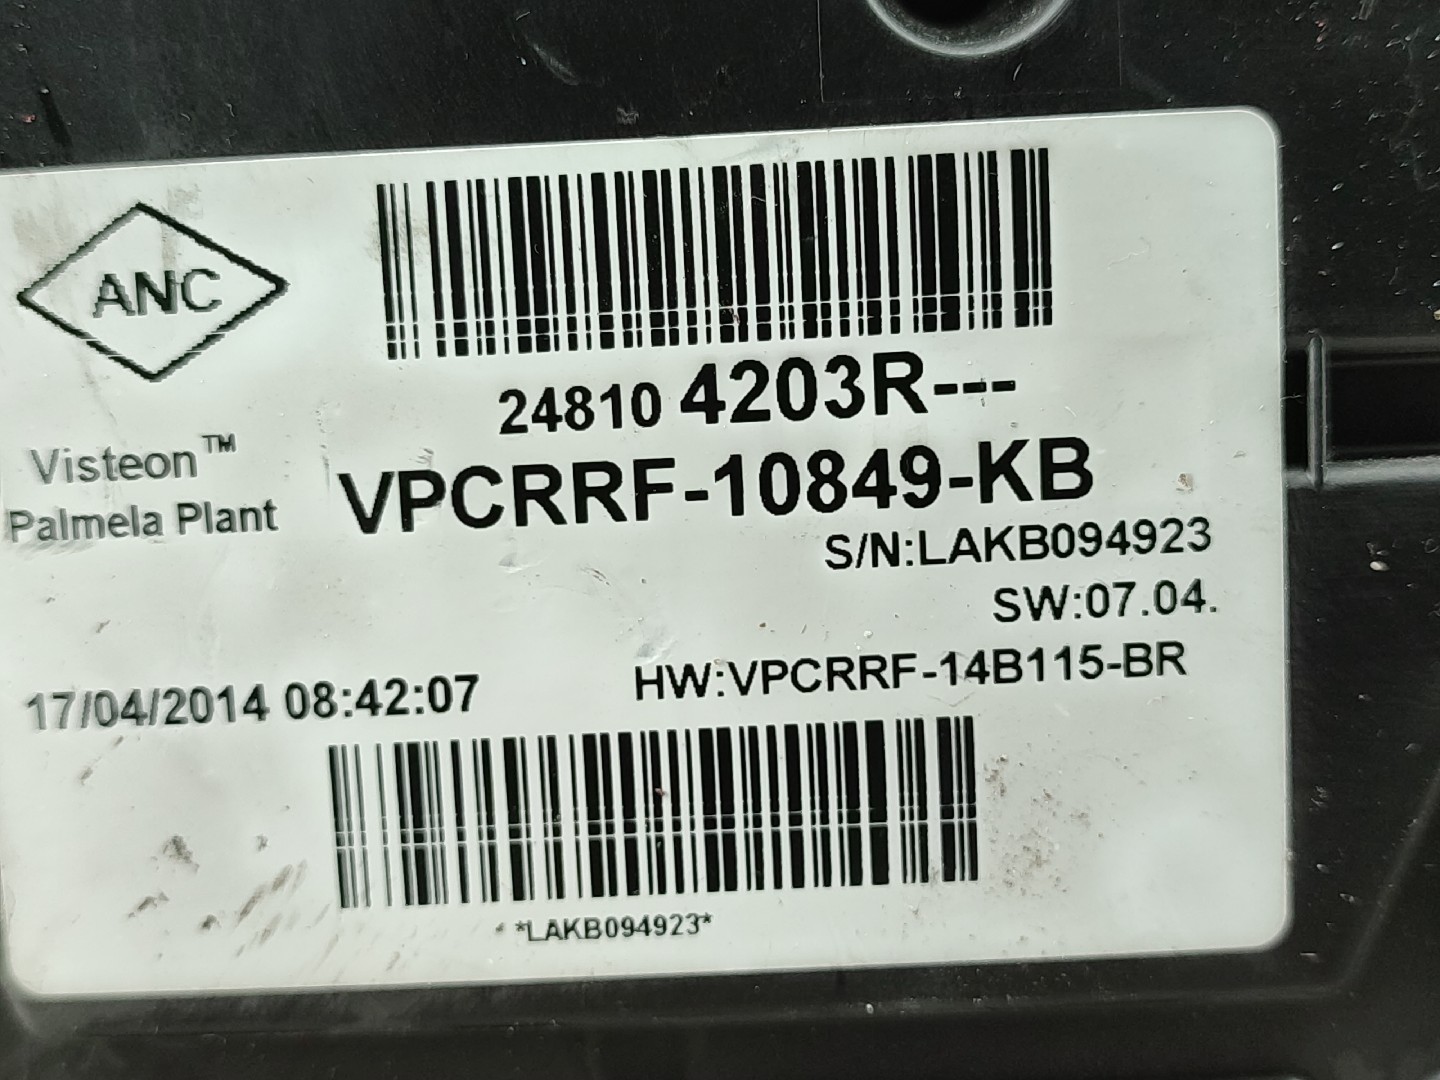 ANC
24810 4203R---
Visteon™
Palmela Plant
VPCRRF-10849-KB
S/N:LAKB094923
SW:07.04.
HW:VPCRRF-14B115-BR
17/04/2014 08:42:07
*LAKB094923*